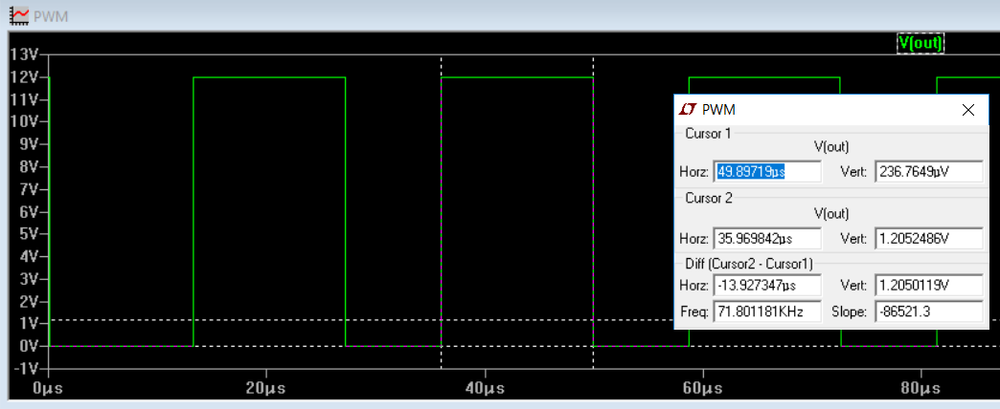 PWM
V(out)
13V
12V
11V
10V
9V
8V
7V
6V
5V
4V
3V
2V
1V
0V
-1V
0µs 20µs 40µs 60µs 80µs
PWM
Cursor 1
V(out)
Horz: 49.89719µs Vert: 236.7649µV
Cursor 2
V(out)
Horz: 35.969842µs Vert: 1.2052486V
Diff (Cursor2 - Cursor1)
Horz: -13.927347µs Vert: 1.2050119V
Freq: 71.801181KHz Slope: -86521.3